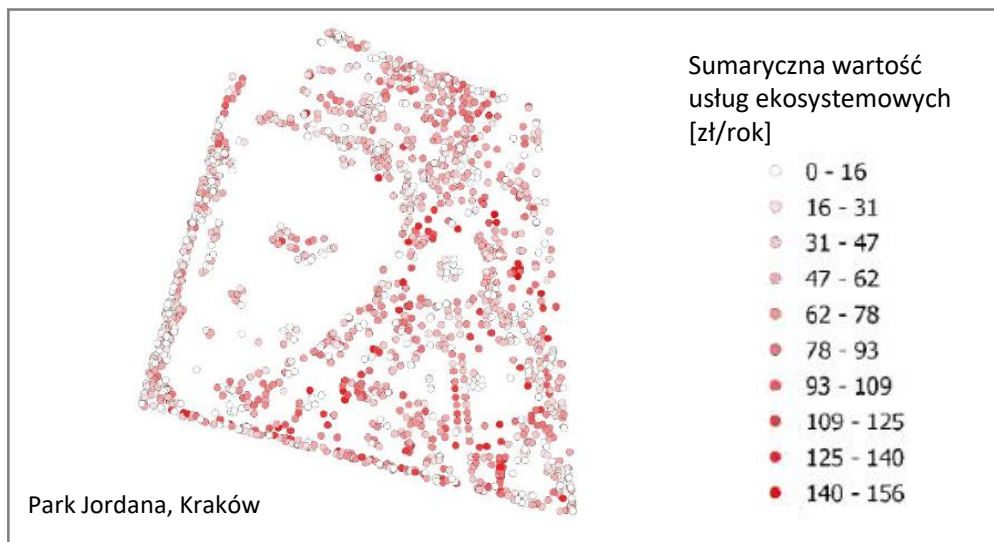 Sumaryczna wartość
usług ekosystemowych
[zł/rok]
0 - 16
16 - 31
31 - 47
47 - 62
62 - 78
78 - 93
93 - 109
109 - 125
125 - 140
140 - 156
Park Jordana, Kraków